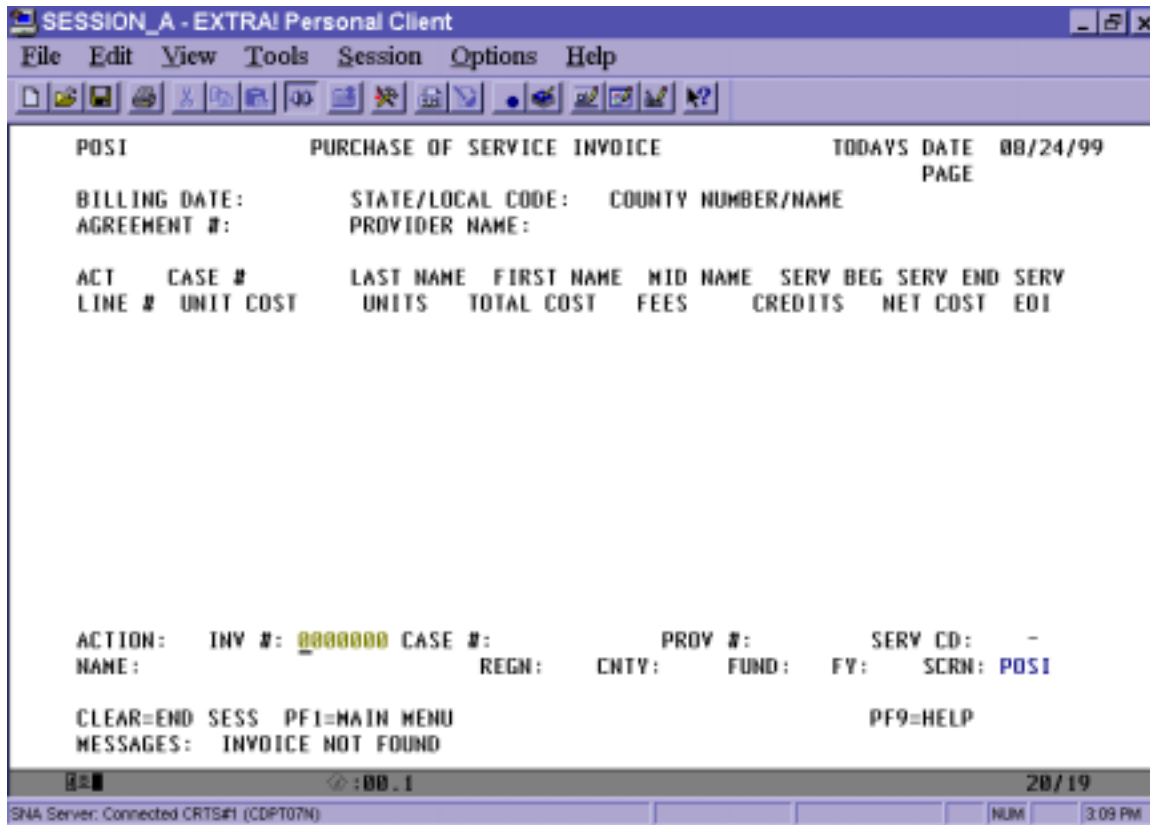 SESSION_A - EXTRA! Personal Client
File Edit View Tools Session Options Help
POSI PURCHASE OF SERVICE INVOICE TODAYS DATE 08/24/99
PAGE
BILLING DATE: STATE/LOCAL CODE: COUNTY NUMBER/NAME
AGREEMENT #: PROVIDER NAME:
ACT CASE # LAST NAME FIRST NAME MID NAME SERV BEG SERV END SERV
LINE # UNIT COST UNITS TOTAL COST FEES CREDITS NET COST EOI
ACTION: INV #: 0000000 CASE #: PROV #: SERV CD: -
NAME: REGN: CNTY: FUND: FY: SCRN: POSI
CLEAR=END SESS PF1=MAIN MENU PF9=HELP
MESSAGES: INVOICE NOT FOUND
:00.1 20/19
SNA Server: Connected CRTS#1 (CDPT07N) NUM 3:09 PM